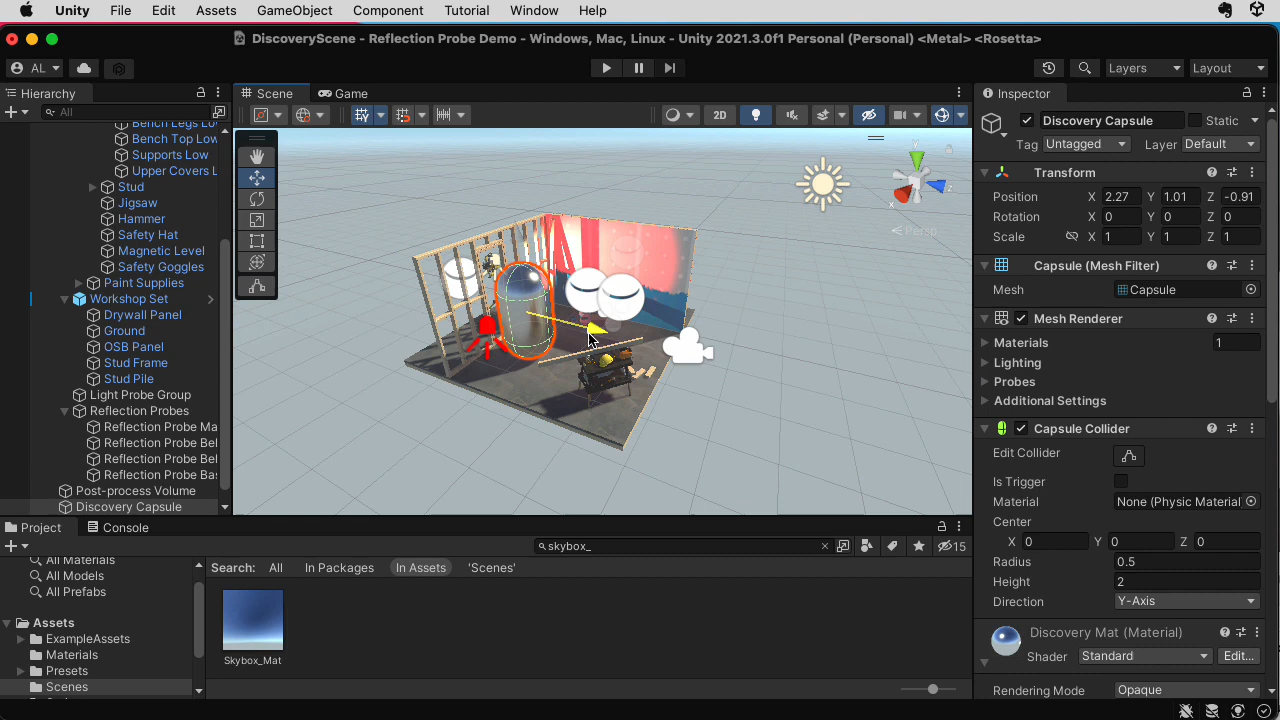 Unity File Edit Assets GameObject Component Tutorial Window Help
DiscoveryScene - Reflection Probe Demo - Windows, Mac, Linux - Unity 2021.3.0f1 Personal (Personal) <Metal> <Rosetta>
AL Layers Layout
Hierarchy
All
Bench Legs Lo
Bench Top Low
Supports Low
Upper Covers L
Stud
Jigsaw
Hammer
Safety Hat
Magnetic Level
Safety Goggles
Paint Supplies
Workshop Set
Drywall Panel
Ground
OSB Panel
Stud Frame
Stud Pile
Light Probe Group
Reflection Probes
Reflection Probe Ma
Reflection Probe Bel
Reflection Probe Bel
Reflection Probe Bas
Post-process Volume
Discovery Capsule
Scene Game
2D
y
x
z
Persp
Inspector
Discovery Capsule Static
Tag Untagged Layer Default
Transform
Position X 2.27 Y 1.01 Z -0.91
Rotation X 0 Y 0 Z 0
Scale X 1 Y 1 Z 1
Capsule (Mesh Filter)
Mesh Capsule
Mesh Renderer
Materials 1
Lighting
Probes
Additional Settings
Capsule Collider
Edit Collider
Is Trigger
Material None (Physic Material)
Center
X 0 Y 0 Z 0
Radius 0.5
Height 2
Direction Y-Axis
Discovery Mat (Material)
Shader Standard Edit...
Rendering Mode Opaque
Project Console
skybox_ 15
All Materials
All Models
All Prefabs
Assets
ExampleAssets
Materials
Presets
Scenes
Search: All In Packages In Assets 'Scenes'
Skybox_Mat